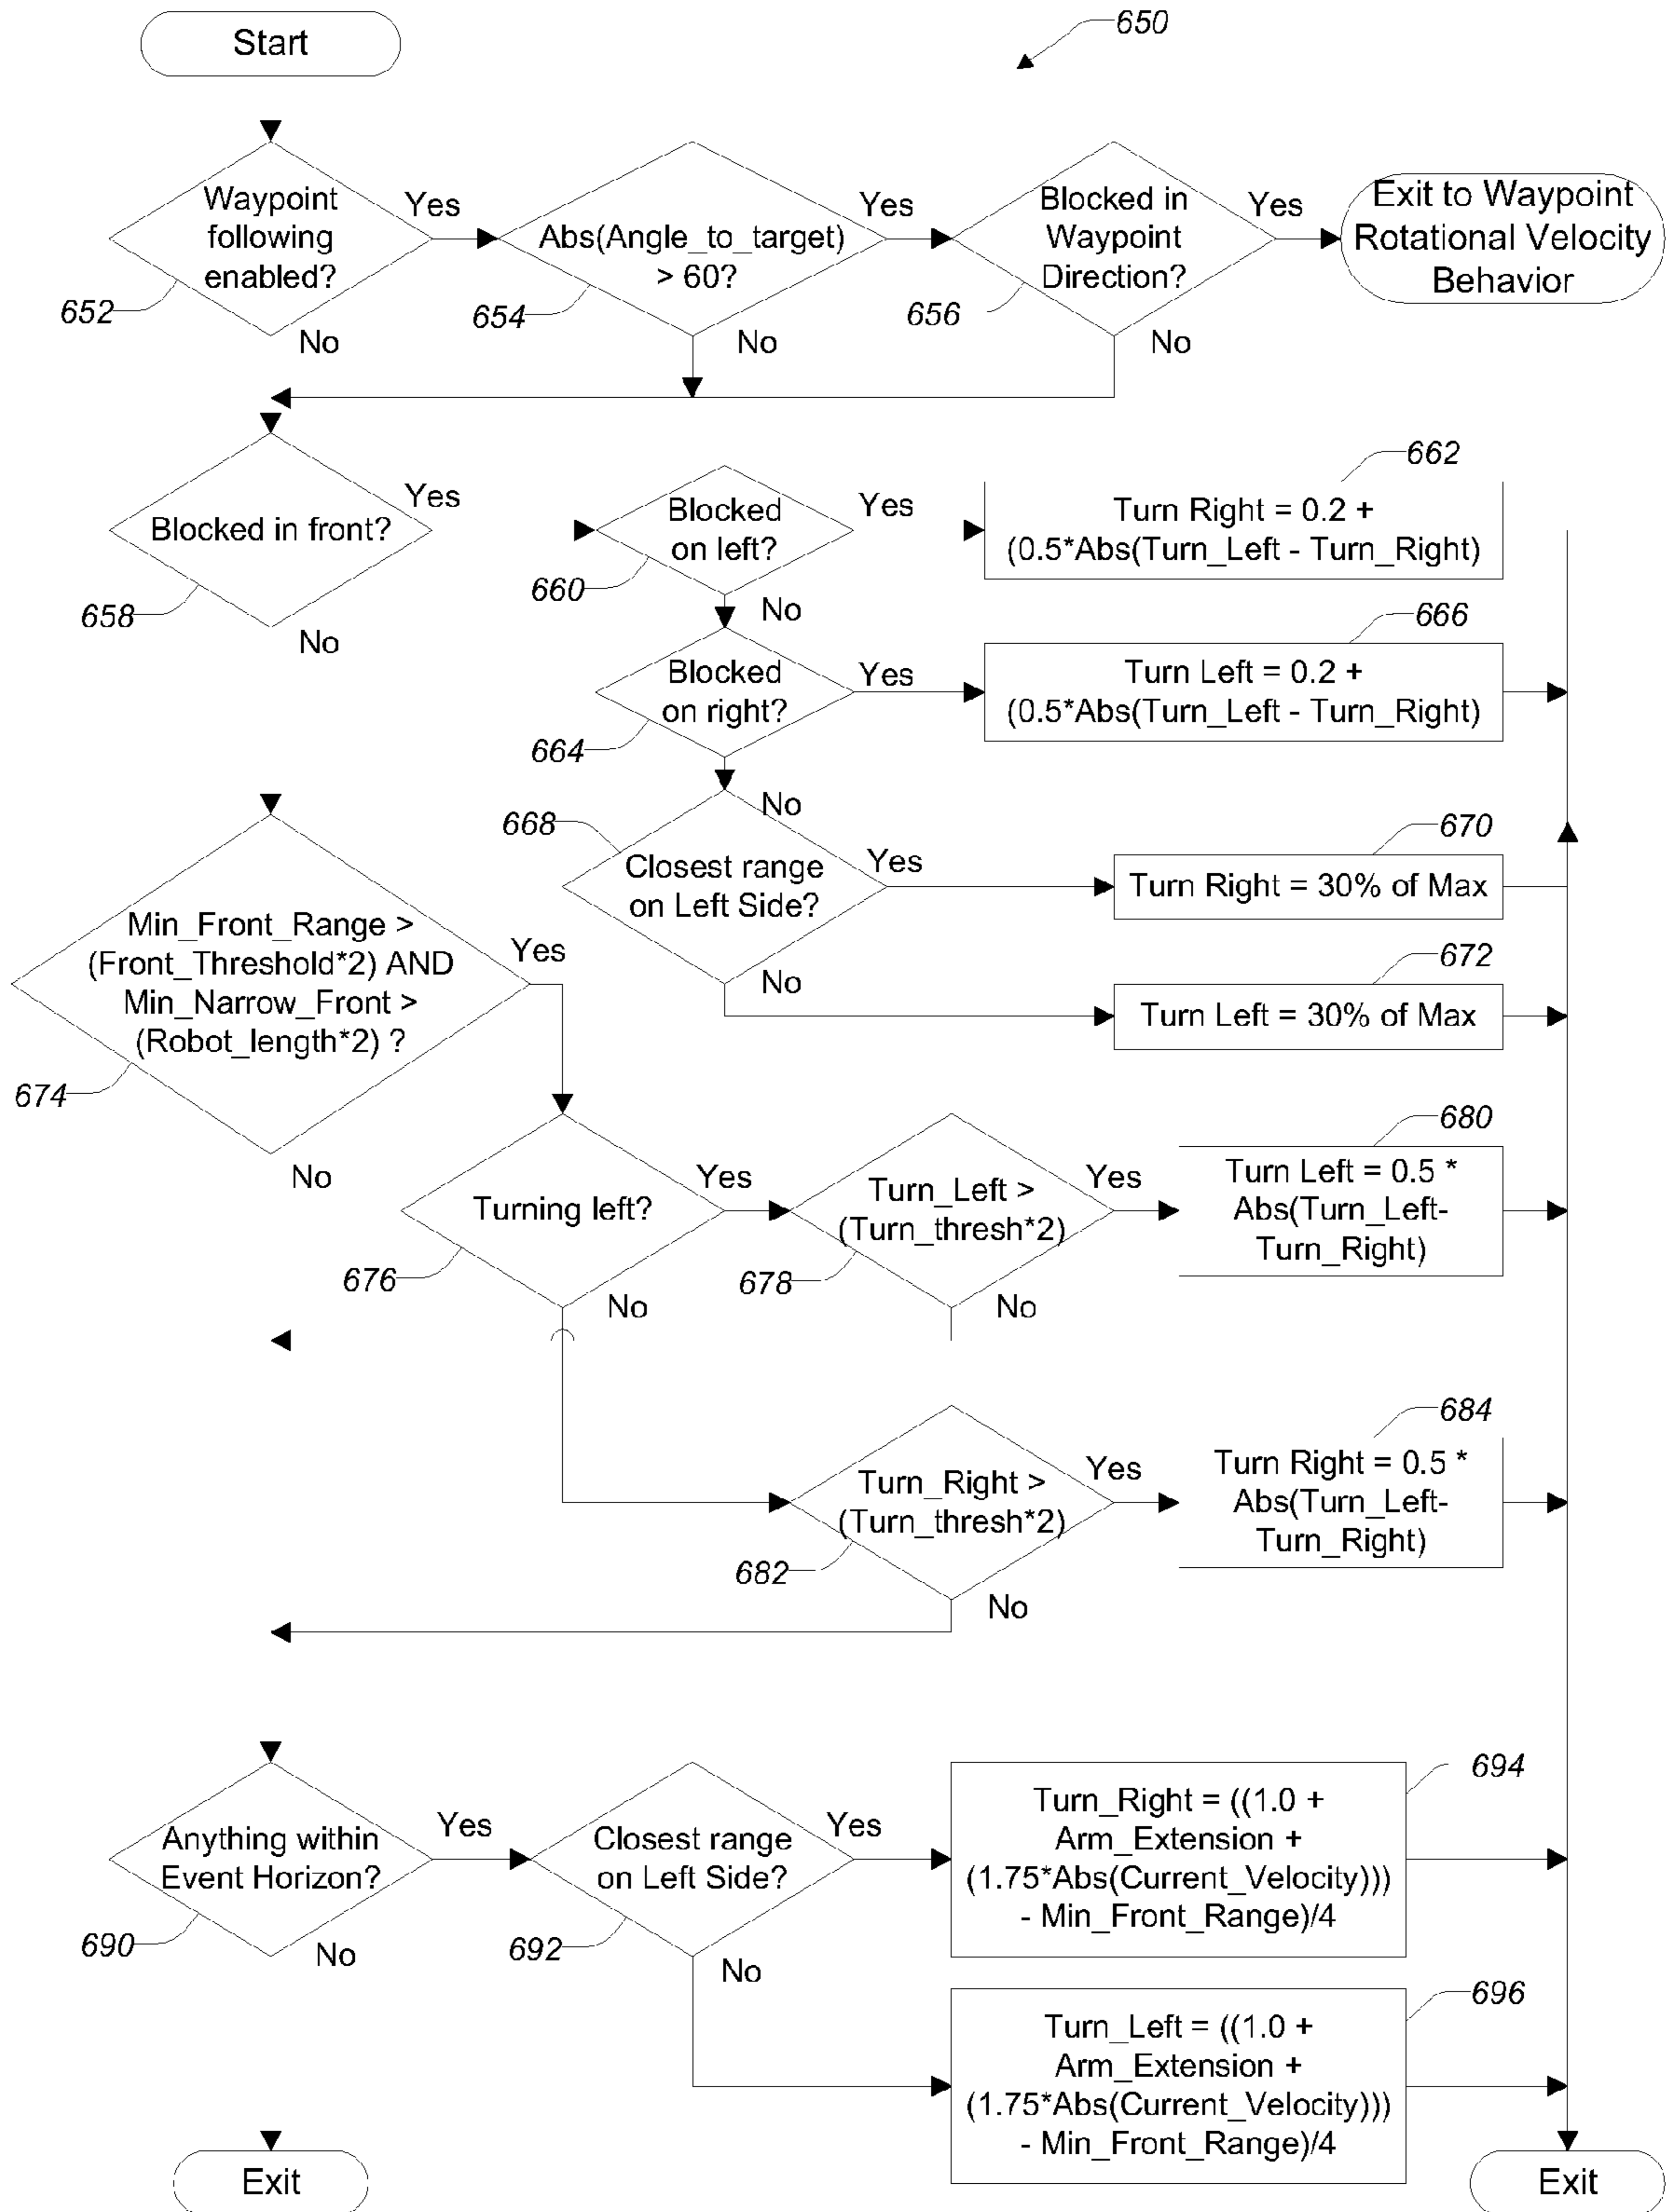 650
Start
Waypoint
following
enabled?
Yes
652
No
Abs(Angle_to_target)
> 60?
Yes
654
No
Blocked in
Waypoint
Direction?
Yes
656
No
Exit to Waypoint
Rotational Velocity
Behavior
Blocked in front?
Yes
658
No
Blocked
on left?
Yes
660
No
662
Turn Right = 0.2 +
(0.5*Abs(Turn_Left - Turn_Right)
Blocked
on right?
Yes
664
No
666
Turn Left = 0.2 +
(0.5*Abs(Turn_Left - Turn_Right)
668
Closest range
on Left Side?
Yes
No
670
Turn Right = 30% of Max
672
Turn Left = 30% of Max
Min_Front_Range >
(Front_Threshold*2) AND
Min_Narrow_Front >
(Robot_length*2) ?
Yes
674
No
Turning left?
Yes
676
No
Turn_Left >
(Turn_thresh*2)
Yes
678
No
680
Turn Left = 0.5 *
Abs(Turn_Left-
Turn_Right)
Turn_Right >
(Turn_thresh*2)
Yes
682
No
684
Turn Right = 0.5 *
Abs(Turn_Left-
Turn_Right)
Anything within
Event Horizon?
Yes
690
No
Closest range
on Left Side?
Yes
692
No
694
Turn_Right = ((1.0 +
Arm_Extension +
(1.75*Abs(Current_Velocity)))
- Min_Front_Range)/4
696
Turn_Left = ((1.0 +
Arm_Extension +
(1.75*Abs(Current_Velocity)))
- Min_Front_Range)/4
Exit
Exit